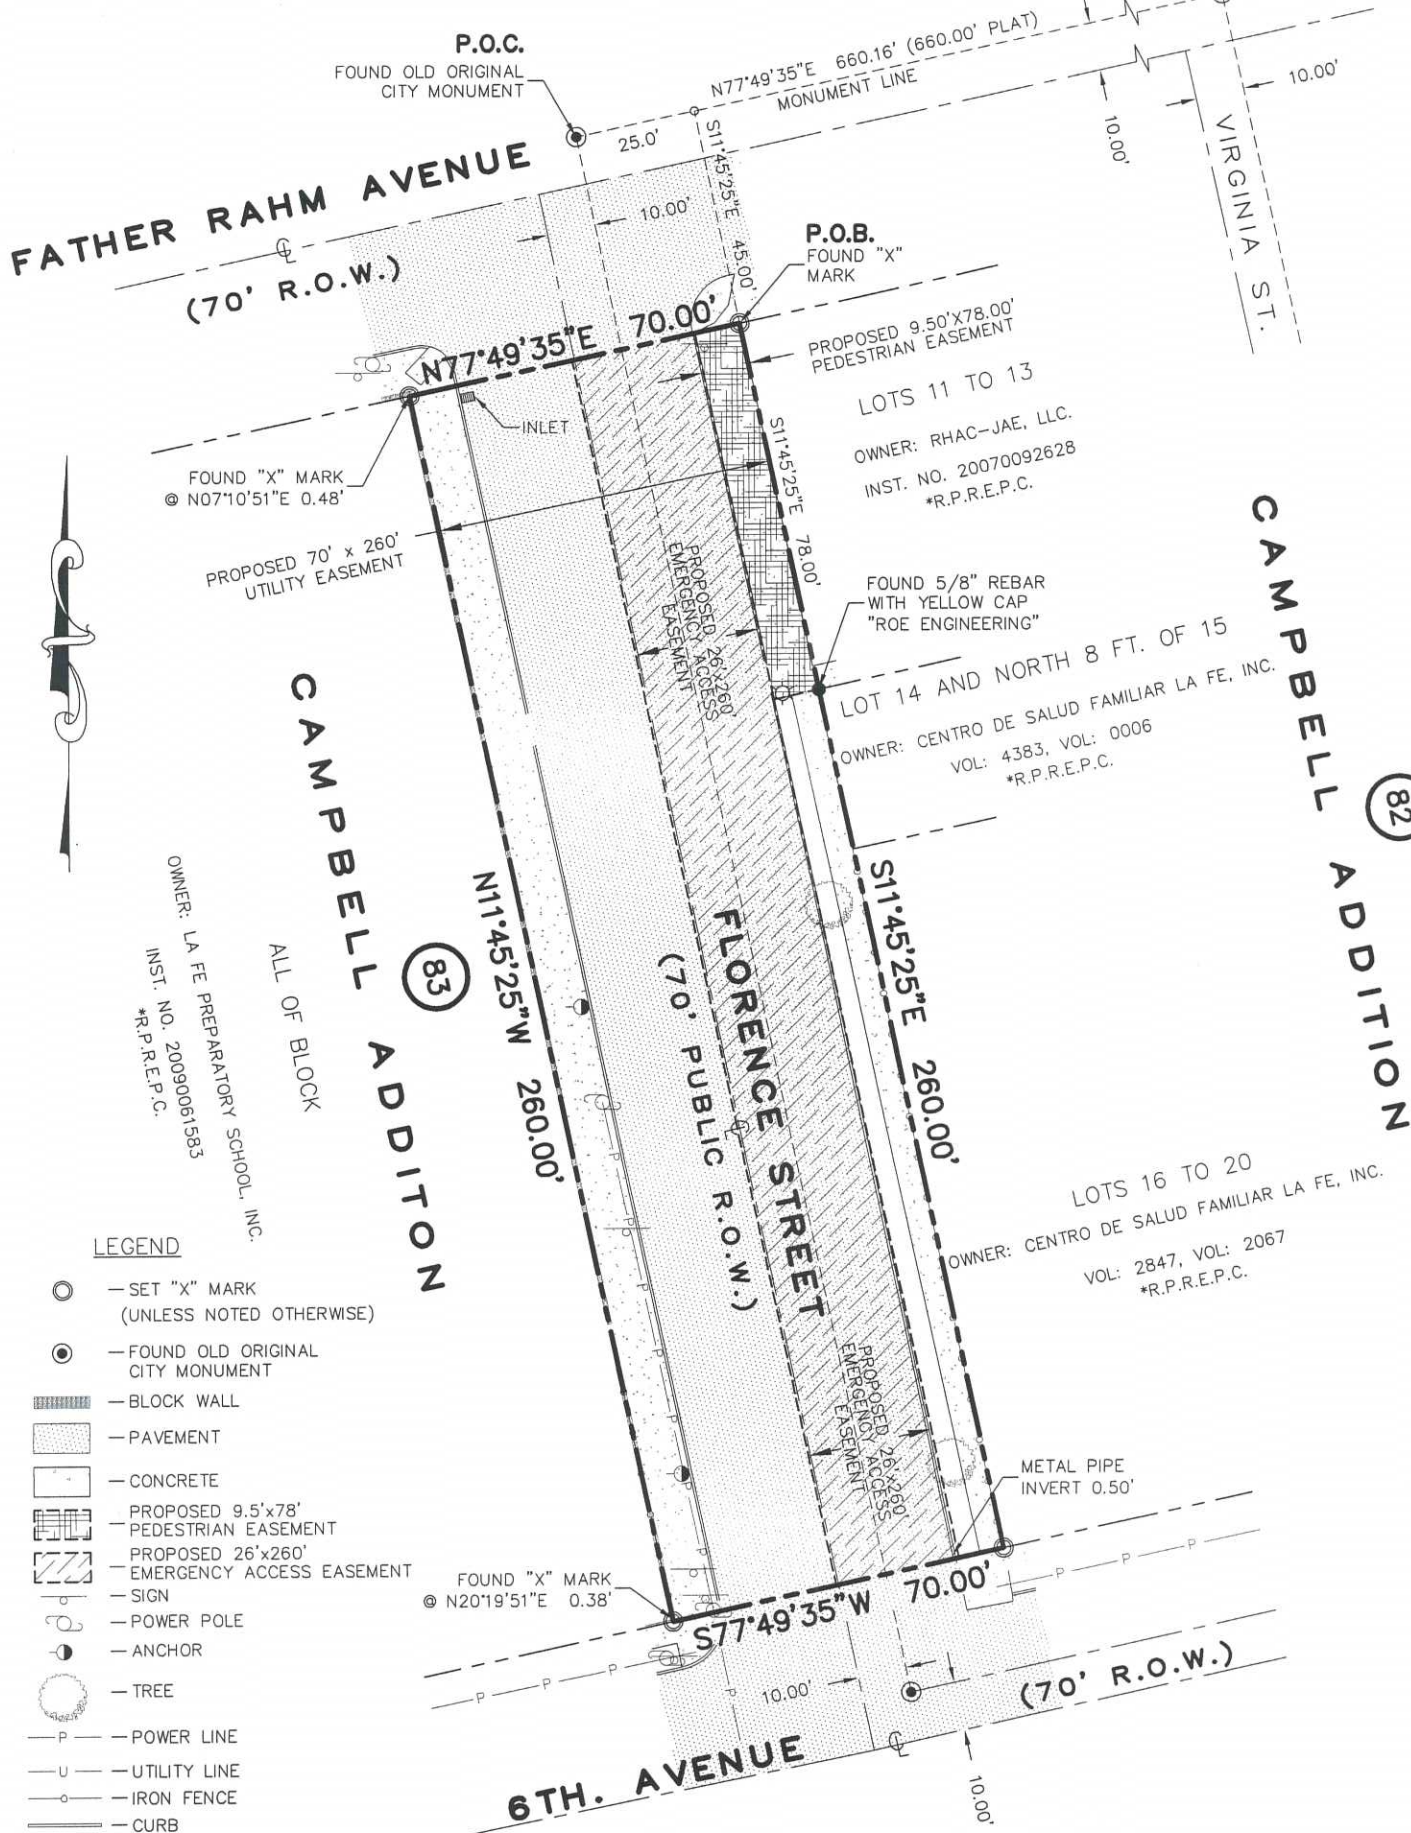 P.O.C.
FOUND OLD ORIGINAL
CITY MONUMENT
N77°49'35"E 660.16' (660.00' PLAT)
MONUMENT LINE
10.00'
10.00'
VIRGINIA ST.
25.0'
S11°45'25"E 45.00'
FATHER RAHM AVENUE
(70' R.O.W.)
10.00'
P.O.B.
FOUND "X"
MARK
N77°49'35"E 70.00'
PROPOSED 9.50'X78.00'
PEDESTRIAN EASEMENT
LOTS 11 TO 13
OWNER: RHAC-JAE, LLC.
INST. NO. 20070092628
*R.P.R.E.P.C.
INLET
FOUND "X" MARK
@ N07°10'51"E 0.48'
S11°45'25"E 78.00'
PROPOSED 70' x 260'
UTILITY EASEMENT
PROPOSED 26'x260'
EMERGENCY ACCESS
EASEMENT
FOUND 5/8" REBAR
WITH YELLOW CAP
"ROE ENGINEERING"
LOT 14 AND NORTH 8 FT. OF 15
OWNER: CENTRO DE SALUD FAMILIAR LA FE, INC.
VOL: 4383, VOL: 0006
*R.P.R.E.P.C.
CAMPBELL ADDITION
82
CAMPBELL ADDITON
83
ALL OF BLOCK
OWNER: LA FE PREPARATORY SCHOOL, INC.
INST. NO. 20090061583
*R.P.R.E.P.C.
N11°45'25"W 260.00'
FLORENCE STREET
(70' PUBLIC R.O.W.)
S11°45'25"E 260.00'
LOTS 16 TO 20
OWNER: CENTRO DE SALUD FAMILIAR LA FE, INC.
VOL: 2847, VOL: 2067
*R.P.R.E.P.C.
PROPOSED 26'x260'
EMERGENCY ACCESS
EASEMENT
METAL PIPE
INVERT 0.50'
FOUND "X" MARK
@ N20°19'51"E 0.38'
S77°49'35"W 70.00'
P P P
P P P
10.00'
(70' R.O.W.)
6TH. AVENUE
10.00'
LEGEND
SET "X" MARK
(UNLESS NOTED OTHERWISE)
FOUND OLD ORIGINAL
CITY MONUMENT
BLOCK WALL
PAVEMENT
CONCRETE
PROPOSED 9.5'x78'
PEDESTRIAN EASEMENT
PROPOSED 26'x260'
EMERGENCY ACCESS EASEMENT
SIGN
POWER POLE
ANCHOR
TREE
P POWER LINE
U UTILITY LINE
IRON FENCE
CURB